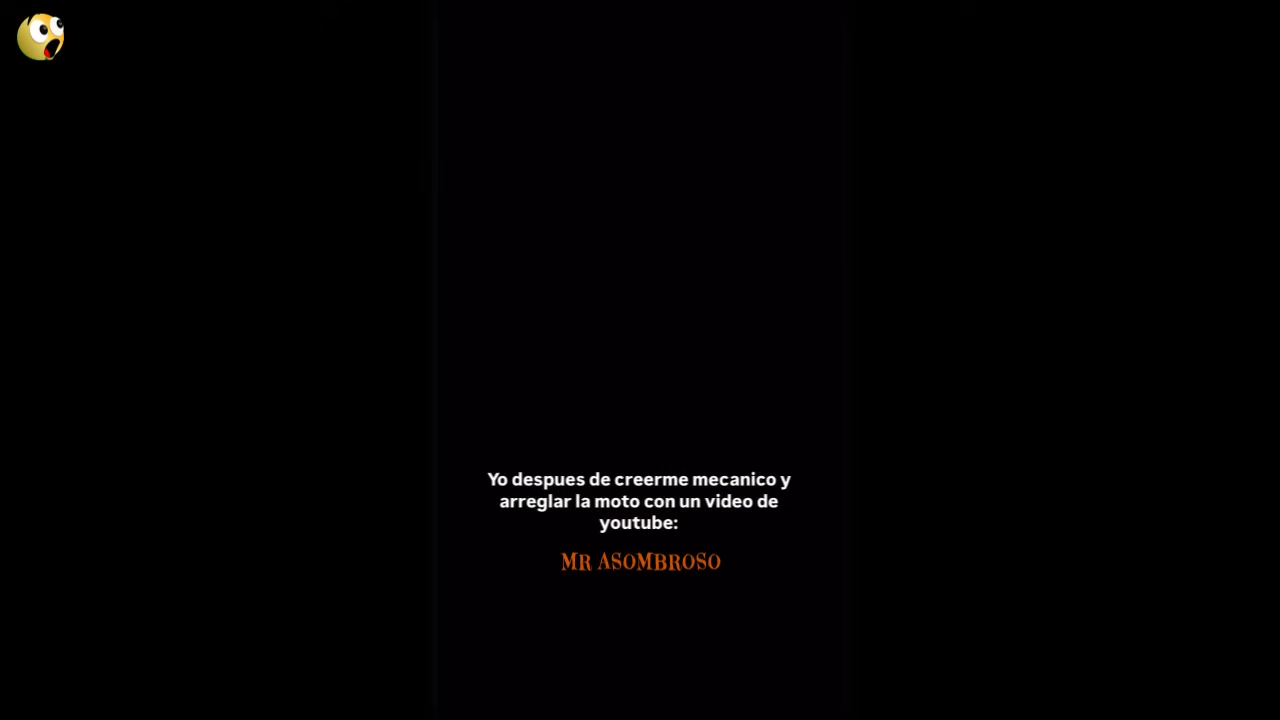 Yo despues de creerme mecanico y
arreglar la moto con un video de
youtube:
MR ASOMBROSO